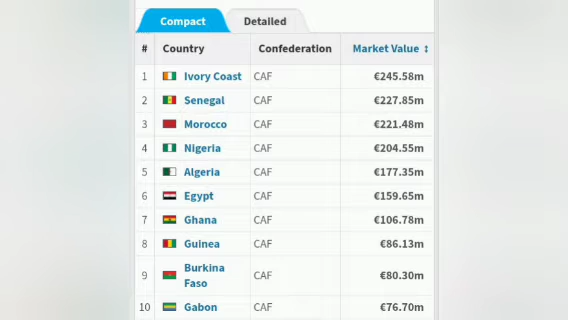 Compact Detailed
# Country Confederation Market Value
1 Ivory Coast CAF €245.58m
2 Senegal CAF €227.85m
3 Morocco CAF €221.48m
4 Nigeria CAF €204.55m
5 Algeria CAF €177.35m
6 Egypt CAF €159.65m
7 Ghana CAF €106.78m
8 Guinea CAF €86.13m
9 Burkina Faso CAF €80.30m
10 Gabon CAF €76.70m